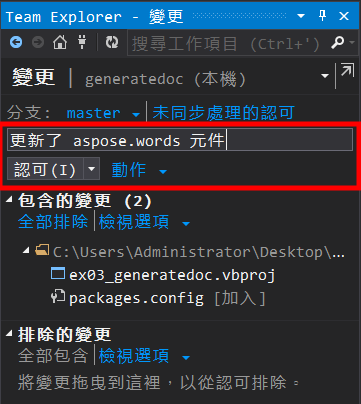 Team Explorer - 變更
搜尋工作項目 (Ctrl+')
變更 | generatedoc (本機)
分支: master | 未同步處理的認可
更新了 aspose.words 元件
認可(I) 動作
包含的變更 (2)
全部排除 | 檢視選項
C:\Users\Administrator\Desktop\...
ex03_generatedoc.vbproj
packages.config [加入]
排除的變更
全部包含 | 檢視選項
將變更拖曳到這裡，以從認可排除。